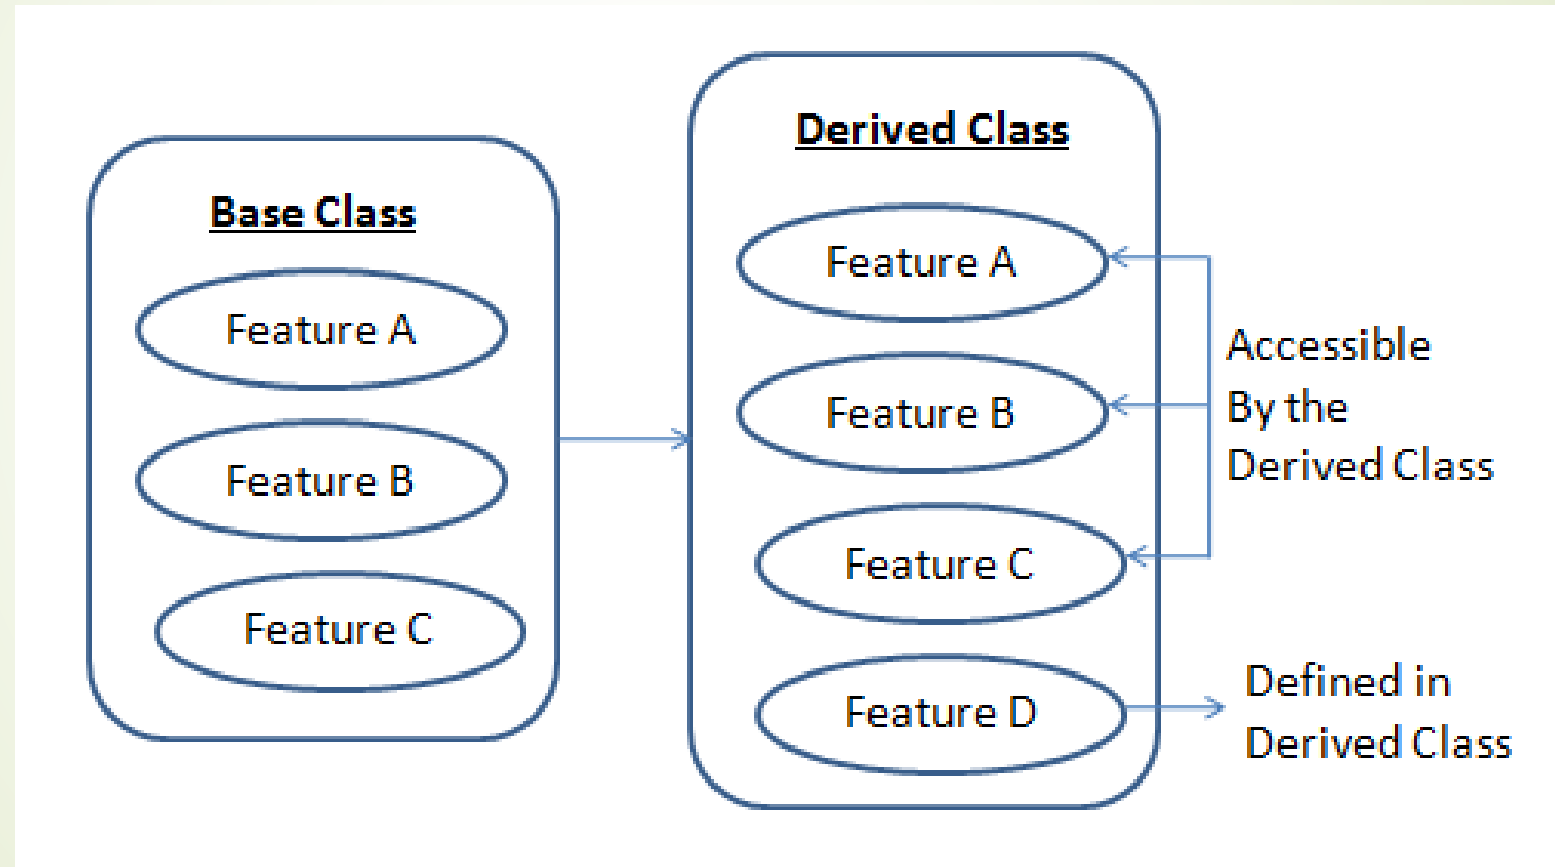 Base Class
Feature A
Feature B
Feature C
Derived Class
Feature A
Feature B
Feature C
Feature D
Accessible
By the
Derived Class
Defined in
Derived Class